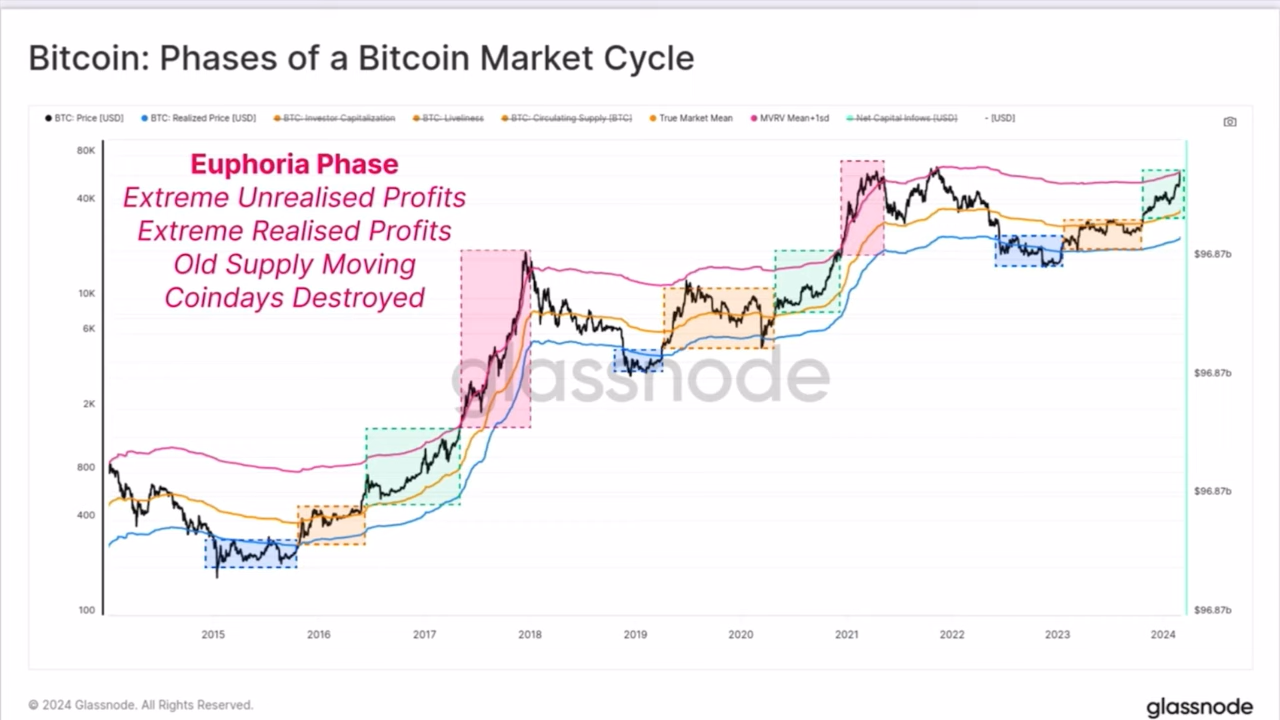 Bitcoin: Phases of a Bitcoin Market Cycle
BTC: Price [USD] BTC: Realized Price [USD] BTC: Investor Capitalization BTC: Liveliness BTC: Circulating Supply [BTC] True Market Mean MVRV Mean+1sd Net Capital Infows [USD] - [USD]
Euphoria Phase
Extreme Unrealised Profits
Extreme Realised Profits
Old Supply Moving
Coindays Destroyed
80K
40K
10K
6K
2K
800
400
100
$96.87b
$96.87b
$96.87b
$96.87b
glassnode
2015 2016 2017 2018 2019 2020 2021 2022 2023 2024
© 2024 Glassnode. All Rights Reserved.
glassnode